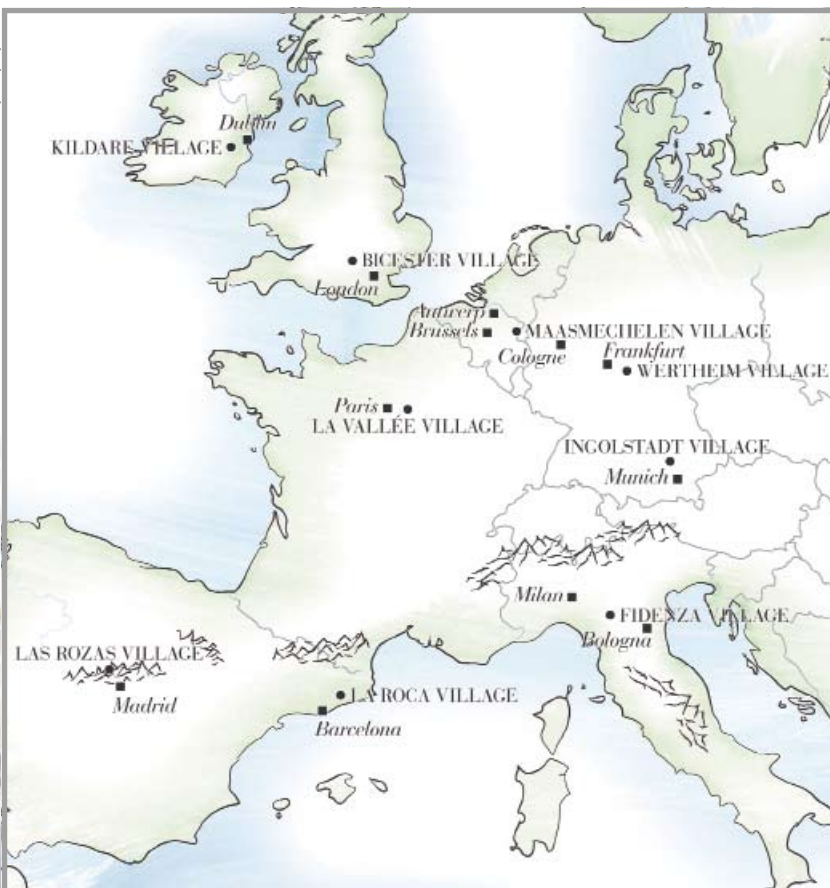 Dublin
KILDARE VILLAGE
BICESTER VILLAGE
London
Antwerp
Brussels
MAASMECHELEN VILLAGE
Cologne
Frankfurt
WERTHEIM VILLAGE
Paris
LA VALLÉE VILLAGE
INGOLSTADT VILLAGE
Munich
Milan
FIDENZA VILLAGE
Bologna
LAS ROZAS VILLAGE
Madrid
LA ROCA VILLAGE
Barcelona